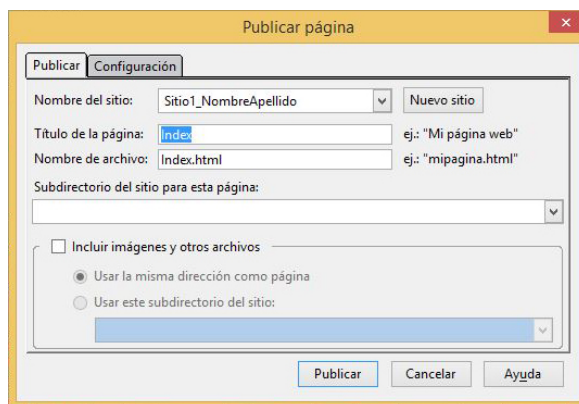 Publicar página
Publicar Configuración
Nombre del sitio: Sitio1_NombreApellido Nuevo sitio
Título de la página: Index ej.: "Mi página web"
Nombre de archivo: Index.html ej.: "mipagina.html"
Subdirectorio del sitio para esta página:
Incluir imágenes y otros archivos
Usar la misma dirección como página
Usar este subdirectorio del sitio:
Publicar Cancelar Ayuda